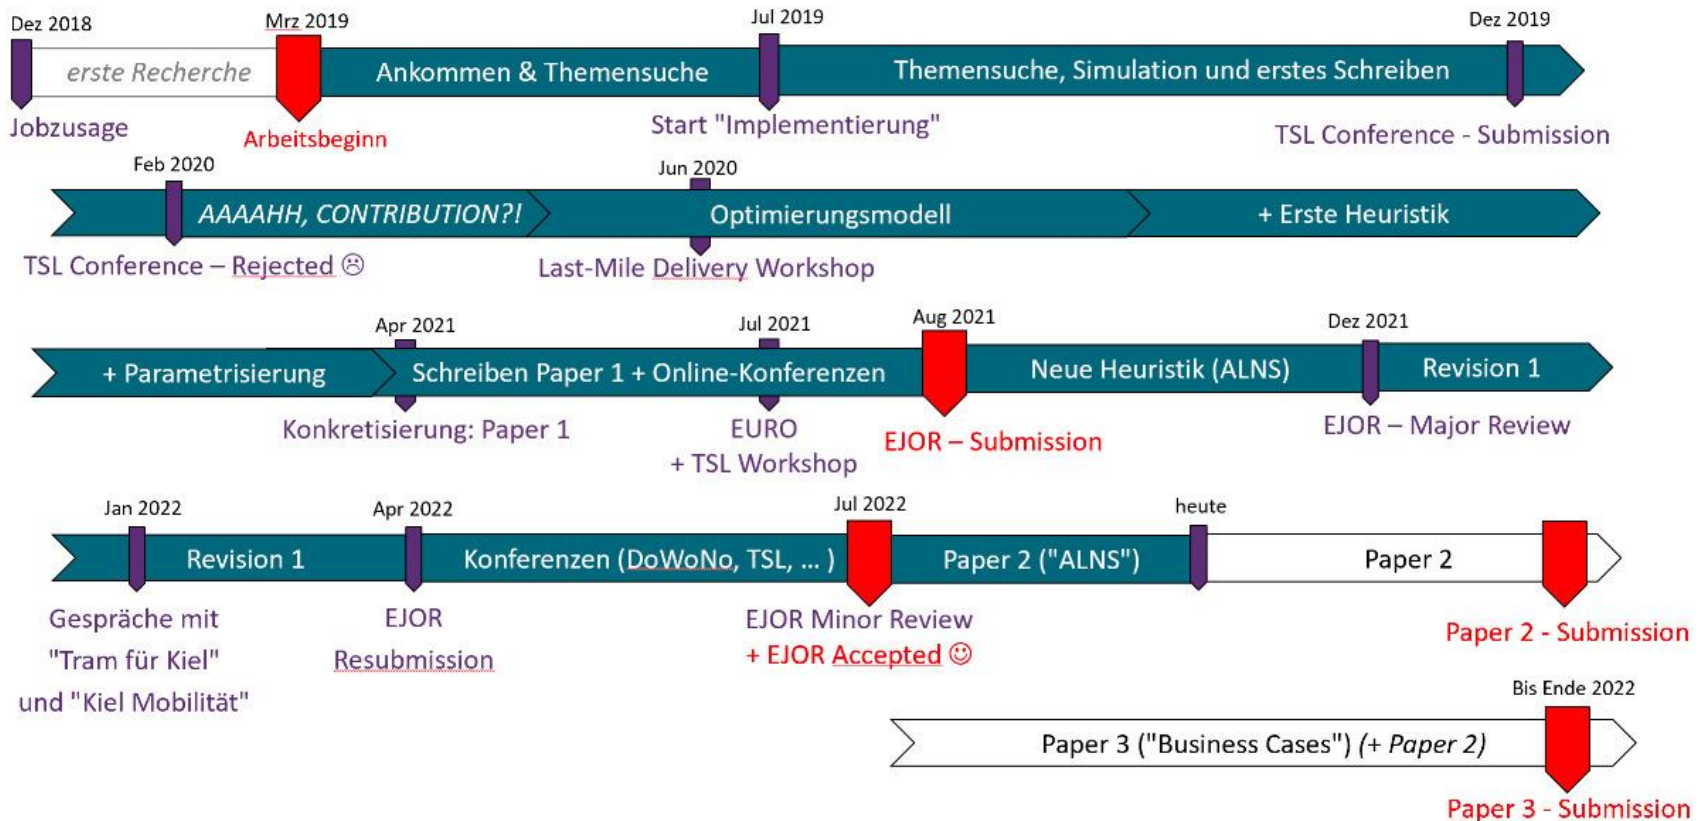 Dez 2018
Mrz 2019
Jul 2019
Dez 2019
erste Recherche
Ankommen & Themensuche
Themensuche, Simulation und erstes Schreiben
Jobzusage
Arbeitsbeginn
Start "Implementierung"
TSL Conference - Submission
Feb 2020
Jun 2020
AAAAHH, CONTRIBUTION?!
Optimierungsmodell
+ Erste Heuristik
TSL Conference – Rejected ☹
Last-Mile Delivery Workshop
Apr 2021
Jul 2021
Aug 2021
Dez 2021
+ Parametrisierung
Schreiben Paper 1 + Online-Konferenzen
Neue Heuristik (ALNS)
Revision 1
Konkretisierung: Paper 1
EURO
+ TSL Workshop
EJOR – Submission
EJOR – Major Review
Jan 2022
Apr 2022
Jul 2022
heute
Revision 1
Konferenzen (DoWoNo, TSL, ... )
Paper 2 ("ALNS")
Paper 2
Gespräche mit
"Tram für Kiel"
und "Kiel Mobilität"
EJOR
Resubmission
EJOR Minor Review
+ EJOR Accepted ☺
Paper 2 - Submission
Bis Ende 2022
Paper 3 ("Business Cases") (+ Paper 2)
Paper 3 - Submission